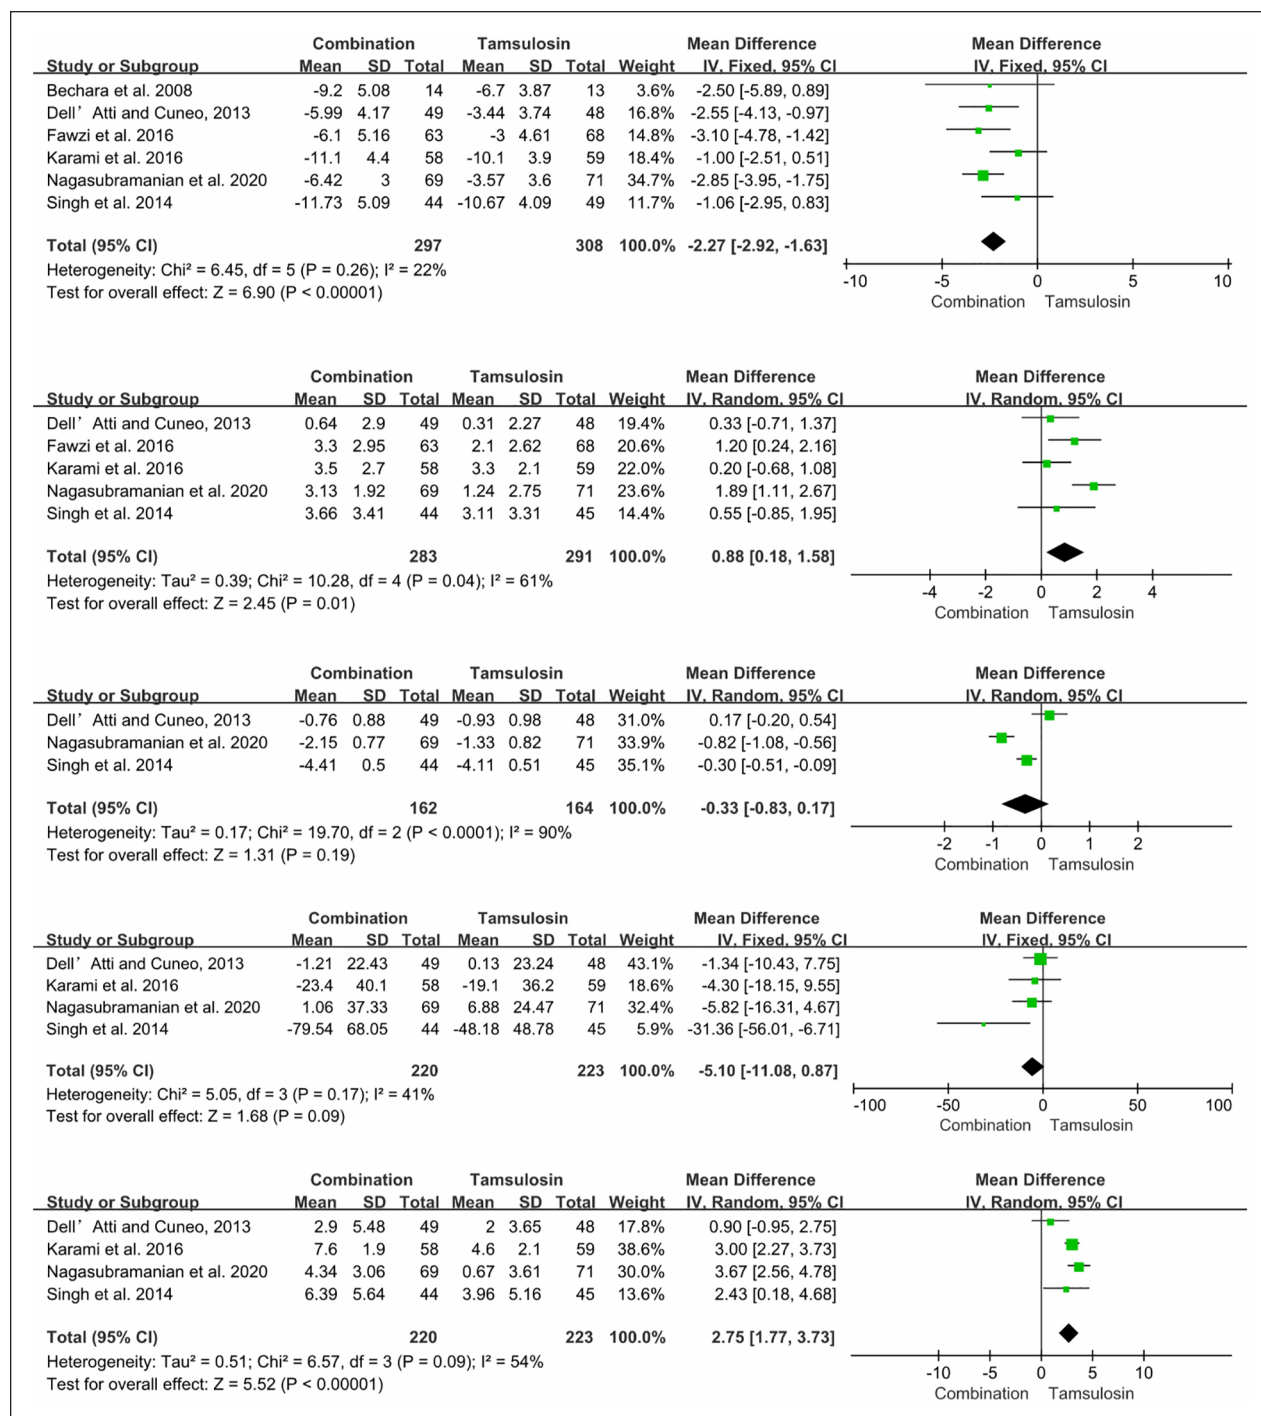 Combination Tamsulosin Mean Difference Mean Difference
Study or Subgroup Mean SD Total Mean SD Total Weight IV, Fixed, 95% CI IV, Fixed, 95% CI
Bechara et al. 2008 -9.2 5.08 14 -6.7 3.87 13 3.6% -2.50 [-5.89, 0.89]
Dell’ Atti and Cuneo, 2013 -5.99 4.17 49 -3.44 3.74 48 16.8% -2.55 [-4.13, -0.97]
Fawzi et al. 2016 -6.1 5.16 63 -3 4.61 68 14.8% -3.10 [-4.78, -1.42]
Karami et al. 2016 -11.1 4.4 58 -10.1 3.9 59 18.4% -1.00 [-2.51, 0.51]
Nagasubramanian et al. 2020 -6.42 3 69 -3.57 3.6 71 34.7% -2.85 [-3.95, -1.75]
Singh et al. 2014 -11.73 5.09 44 -10.67 4.09 49 11.7% -1.06 [-2.95, 0.83]
Total (95% CI) 297 308 100.0% -2.27 [-2.92, -1.63]
Heterogeneity: Chi² = 6.45, df = 5 (P = 0.26); I² = 22%
Test for overall effect: Z = 6.90 (P < 0.00001)
-10 -5 0 5 10
Combination Tamsulosin
Combination Tamsulosin Mean Difference Mean Difference
Study or Subgroup Mean SD Total Mean SD Total Weight IV, Random, 95% CI IV, Random, 95% CI
Dell’ Atti and Cuneo, 2013 0.64 2.9 49 0.31 2.27 48 19.4% 0.33 [-0.71, 1.37]
Fawzi et al. 2016 3.3 2.95 63 2.1 2.62 68 20.6% 1.20 [0.24, 2.16]
Karami et al. 2016 3.5 2.7 58 3.3 2.1 59 22.0% 0.20 [-0.68, 1.08]
Nagasubramanian et al. 2020 3.13 1.92 69 1.24 2.75 71 23.6% 1.89 [1.11, 2.67]
Singh et al. 2014 3.66 3.41 44 3.11 3.31 45 14.4% 0.55 [-0.85, 1.95]
Total (95% CI) 283 291 100.0% 0.88 [0.18, 1.58]
Heterogeneity: Tau² = 0.39; Chi² = 10.28, df = 4 (P = 0.04); I² = 61%
Test for overall effect: Z = 2.45 (P = 0.01)
-4 -2 0 2 4
Combination Tamsulosin
Combination Tamsulosin Mean Difference Mean Difference
Study or Subgroup Mean SD Total Mean SD Total Weight IV, Random, 95% CI IV, Random, 95% CI
Dell’ Atti and Cuneo, 2013 -0.76 0.88 49 -0.93 0.98 48 31.0% 0.17 [-0.20, 0.54]
Nagasubramanian et al. 2020 -2.15 0.77 69 -1.33 0.82 71 33.9% -0.82 [-1.08, -0.56]
Singh et al. 2014 -4.41 0.5 44 -4.11 0.51 45 35.1% -0.30 [-0.51, -0.09]
Total (95% CI) 162 164 100.0% -0.33 [-0.83, 0.17]
Heterogeneity: Tau² = 0.17; Chi² = 19.70, df = 2 (P < 0.0001); I² = 90%
Test for overall effect: Z = 1.31 (P = 0.19)
-2 -1 0 1 2
Combination Tamsulosin
Combination Tamsulosin Mean Difference Mean Difference
Study or Subgroup Mean SD Total Mean SD Total Weight IV, Fixed, 95% CI IV, Fixed, 95% CI
Dell’ Atti and Cuneo, 2013 -1.21 22.43 49 0.13 23.24 48 43.1% -1.34 [-10.43, 7.75]
Karami et al. 2016 -23.4 40.1 58 -19.1 36.2 59 18.6% -4.30 [-18.15, 9.55]
Nagasubramanian et al. 2020 1.06 37.33 69 6.88 24.47 71 32.4% -5.82 [-16.31, 4.67]
Singh et al. 2014 -79.54 68.05 44 -48.18 48.78 45 5.9% -31.36 [-56.01, -6.71]
Total (95% CI) 220 223 100.0% -5.10 [-11.08, 0.87]
Heterogeneity: Chi² = 5.05, df = 3 (P = 0.17); I² = 41%
Test for overall effect: Z = 1.68 (P = 0.09)
-100 -50 0 50 100
Combination Tamsulosin
Combination Tamsulosin Mean Difference Mean Difference
Study or Subgroup Mean SD Total Mean SD Total Weight IV, Random, 95% CI IV, Random, 95% CI
Dell’ Atti and Cuneo, 2013 2.9 5.48 49 2 3.65 48 17.8% 0.90 [-0.95, 2.75]
Karami et al. 2016 7.6 1.9 58 4.6 2.1 59 38.6% 3.00 [2.27, 3.73]
Nagasubramanian et al. 2020 4.34 3.06 69 0.67 3.61 71 30.0% 3.67 [2.56, 4.78]
Singh et al. 2014 6.39 5.64 44 3.96 5.16 45 13.6% 2.43 [0.18, 4.68]
Total (95% CI) 220 223 100.0% 2.75 [1.77, 3.73]
Heterogeneity: Tau² = 0.51; Chi² = 6.57, df = 3 (P = 0.09); I² = 54%
Test for overall effect: Z = 5.52 (P < 0.00001)
-10 -5 0 5 10
Combination Tamsulosin